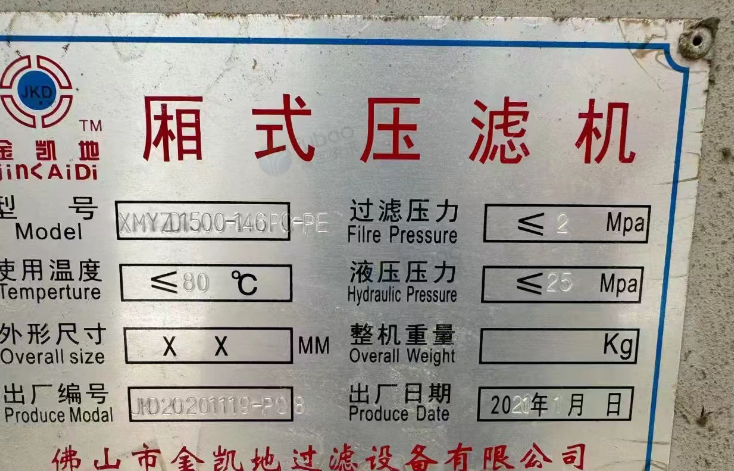 JKD
TM
金凯地
jinKAiDi
厢式压滤机
型号 XMYZD1500-146PC-PE 过滤压力 ≤ 2 Mpa
Model Filre Pressure
使用温度 ≤80 ℃ 液压压力 ≤25 Mpa
Temperture Hydraulic Pressure
外形尺寸 X X MM 整机重量 Kg
Overall size Overall Weight
出厂编号 出厂日期 年 月 日
Produce Modal Produce Date
佛山市金凯地过滤设备有限公司